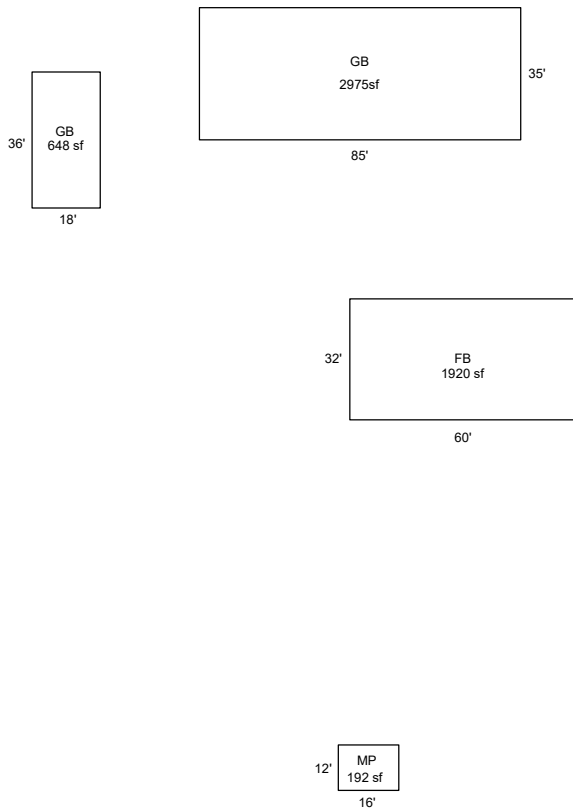 GB
2975sf
35'
85'
GB
648 sf
36'
18'
FB
1920 sf
32'
60'
MP
192 sf
12'
16'